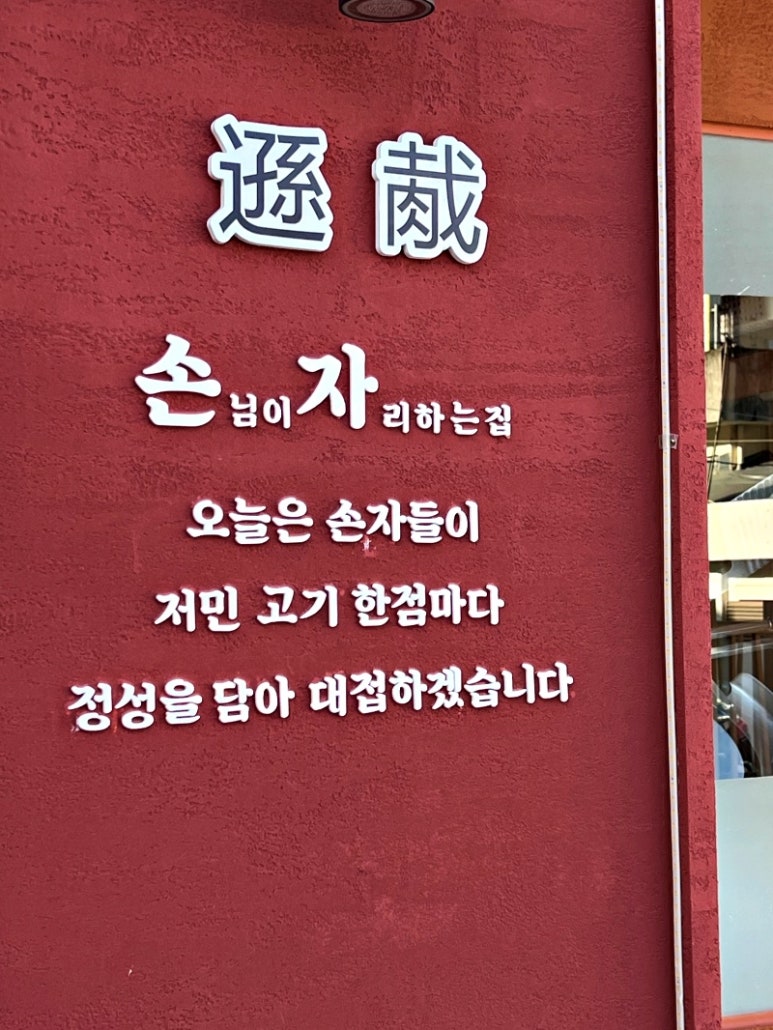 遜胾
손님이자리하는집
오늘은 손자들이
저민 고기 한점마다
정성을 담아 대접하겠습니다